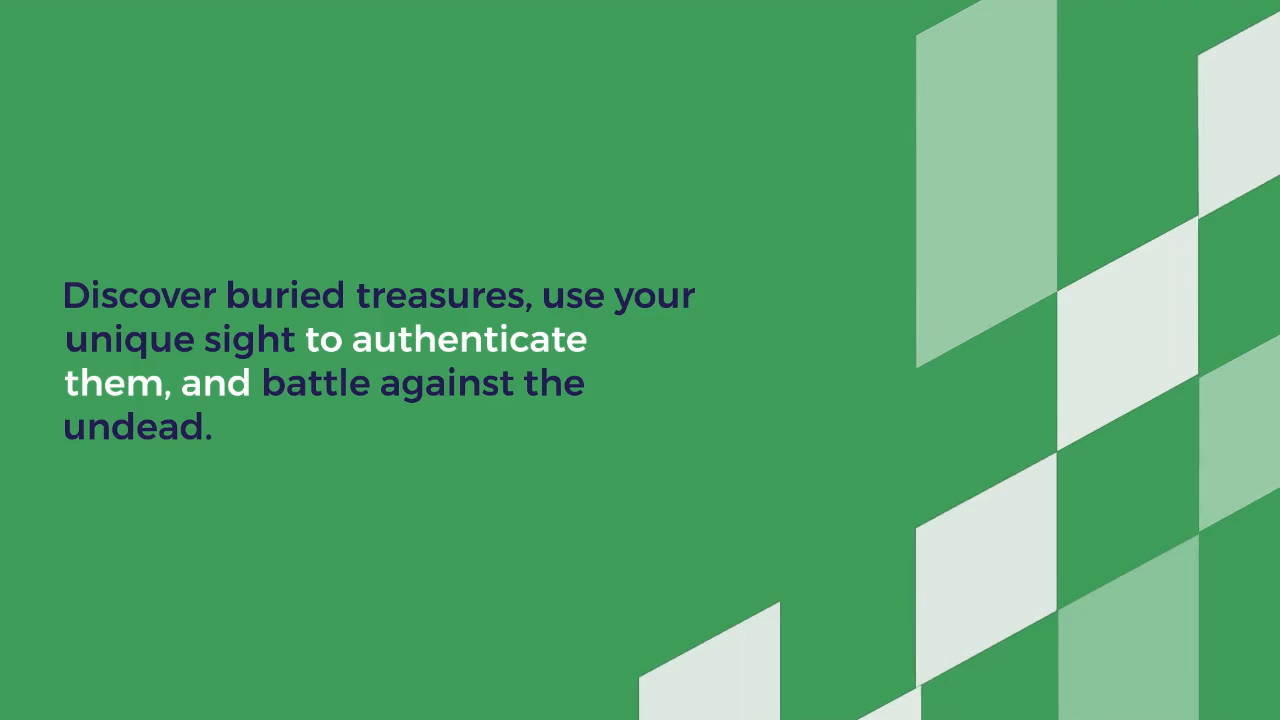 Discover buried treasures, use your
unique sight to authenticate
them, and battle against the
undead.